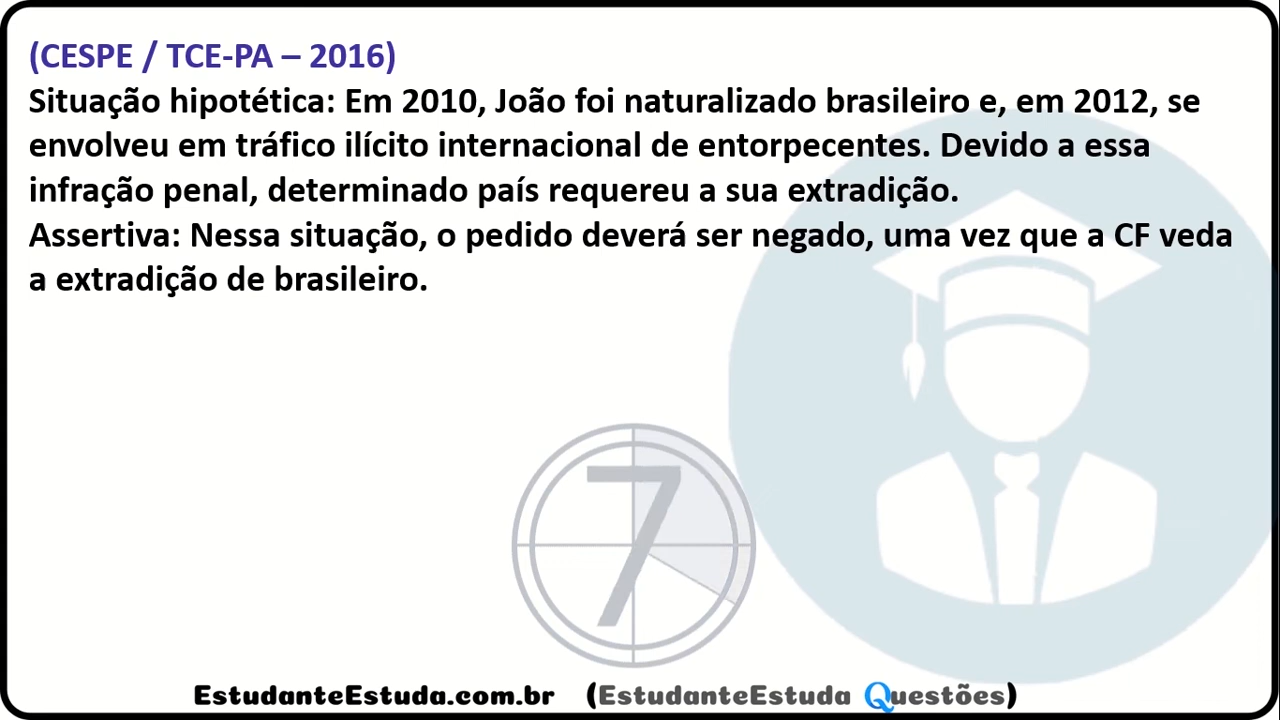 (CESPE / TCE-PA – 2016)
Situação hipotética: Em 2010, João foi naturalizado brasileiro e, em 2012, se
envolveu em tráfico ilícito internacional de entorpecentes. Devido a essa
infração penal, determinado país requereu a sua extradição.
Assertiva: Nessa situação, o pedido deverá ser negado, uma vez que a CF veda
a extradição de brasileiro.
7
EstudanteEstuda.com.br (EstudanteEstuda Questões)